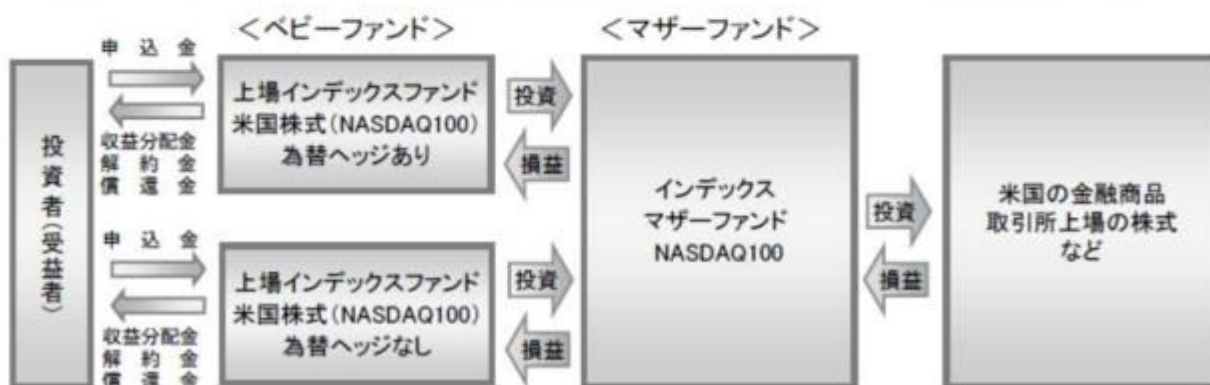 <ベビーファンド>
<マザーファンド>
投資者(受益者)
申込金
収益分配金
解約金
償還金
上場インデックスファンド
米国株式(NASDAQ100)
為替ヘッジあり
投資
損益
申込金
収益分配金
解約金
償還金
上場インデックスファンド
米国株式(NASDAQ100)
為替ヘッジなし
投資
損益
インデックス
マザーファンド
NASDAQ100
投資
損益
米国の金融商品
取引所上場の株式
など